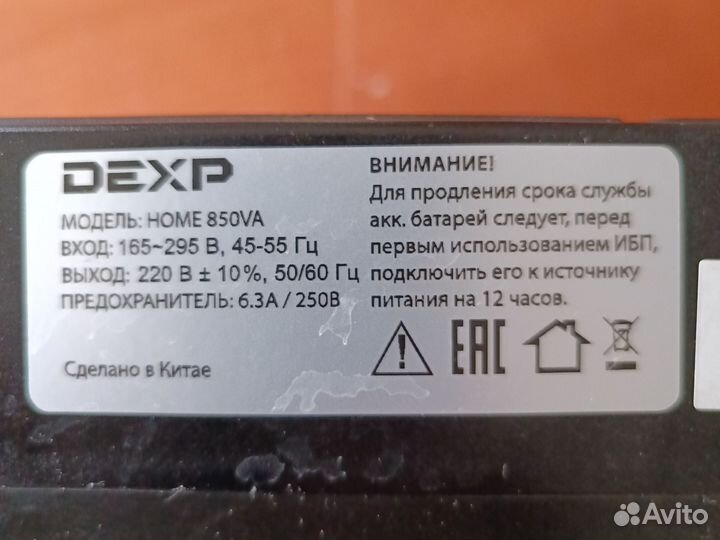 DEXP
МОДЕЛЬ: HOME 850VA
ВХОД: 165~295 В, 45-55 Гц
ВЫХОД: 220 В ± 10%, 50/60 Гц
ПРЕДОХРАНИТЕЛЬ: 6.3A / 250В
Сделано в Китае
ВНИМАНИЕ!
Для продления срока службы
акк. батарей следует, перед
первым использованием ИБП,
подключить его к источнику
питания на 12 часов.
EAC
Avito